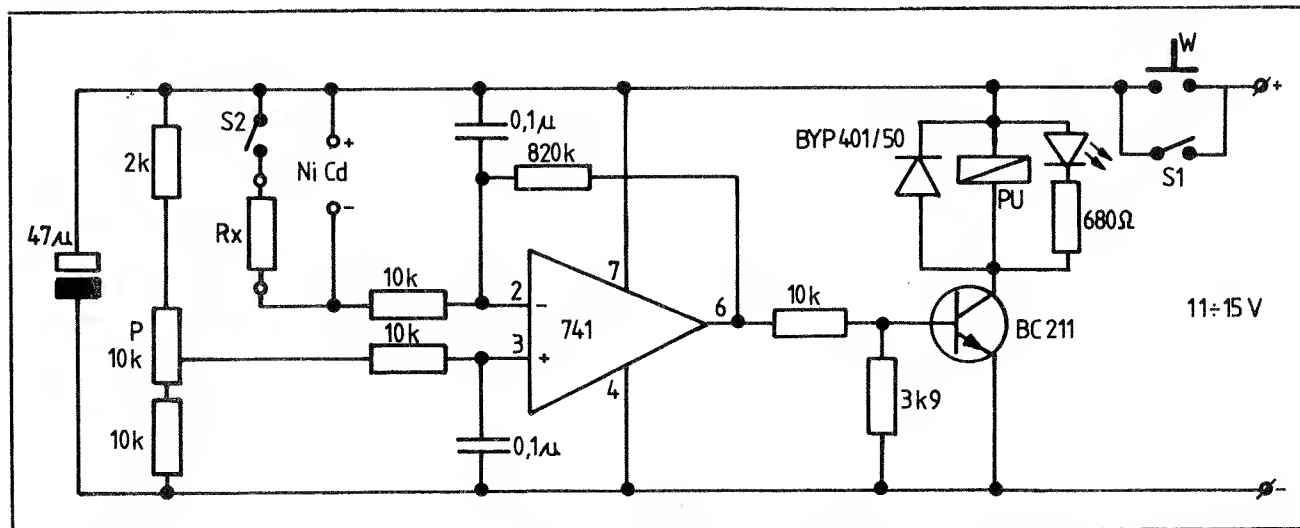 W
+
S2
0,1µ
BYP 401/50
2k
+
Ni Cd
-
820k
S1
PU
47µ
Rx
680Ω
7
10k
2
-
6
10k
11÷15 V
P
10k
741
BC 211
10k
3
+
4
3k9
10k
0,1µ
-